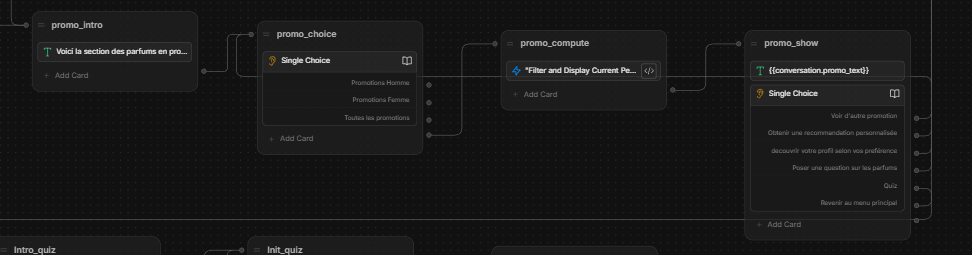 promo_intro
Voici la section des parfums en pro...
+ Add Card
promo_choice
Single Choice
Promotions Homme
Promotions Femme
Toutes les promotions
+ Add Card
promo_compute
*Filter and Display Current Pe...
+ Add Card
promo_show
{{conversation.promo_text}}
Single Choice
Voir d'autre promotion
Obtenir une recommandation personnalisée
decouvrir votre profil selon vos preférence
Poser une question sur les parfums
Quiz
Revenir au menu principal
+ Add Card
Intro_quiz
Init_quiz